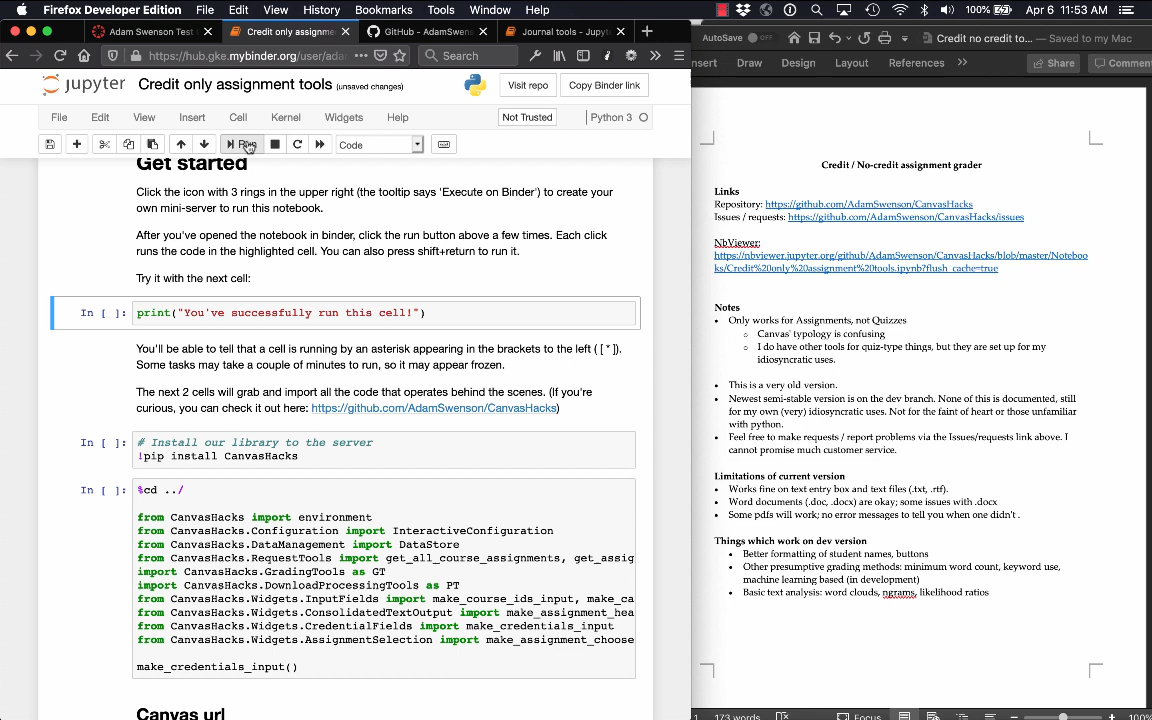 Firefox Developer Edition File Edit View History Bookmarks Tools Window Help 100% Apr 6 11:53 AM
Adam Swenson Test Credit only assignme GitHub - AdamSwens Journal tools - Jupyte
https://hub.gke.mybinder.org/user/adam Search
jupyter Credit only assignment tools (unsaved changes) Visit repo Copy Binder link
File Edit View Insert Cell Kernel Widgets Help Not Trusted Python 3
Run Code
Get started
Click the icon with 3 rings in the upper right (the tooltip says 'Execute on Binder') to create your
own mini-server to run this notebook.
After you've opened the notebook in binder, click the run button above a few times. Each click
runs the code in the highlighted cell. You can also press shift+return to run it.
Try it with the next cell:
In [ ]: print("You've successfully run this cell!")
You'll be able to tell that a cell is running by an asterisk appearing in the brackets to the left ( [ * ]).
Some tasks may take a couple of minutes to run, so it may appear frozen.
The next 2 cells will grab and import all the code that operates behind the scenes. (If you're
curious, you can check it out here: https://github.com/AdamSwenson/CanvasHacks)
In [ ]: # Install our library to the server
!pip install CanvasHacks
In [ ]: %cd ../
from CanvasHacks import environment
from CanvasHacks.Configuration import InteractiveConfiguration
from CanvasHacks.DataManagement import DataStore
from CanvasHacks.RequestTools import get_all_course_assignments, get_assig
import CanvasHacks.GradingTools as GT
import CanvasHacks.DownloadProcessingTools as PT
from CanvasHacks.Widgets.InputFields import make_course_ids_input, make_ca
from CanvasHacks.Widgets.ConsolidatedTextOutput import make_assignment_hea
from CanvasHacks.Widgets.CredentialFields import make_credentials_input
from CanvasHacks.Widgets.AssignmentSelection import make_assignment_choose
make_credentials_input()
Canvas url
AutoSave OFF Credit no credit to... — Saved to my Mac
nsert Draw Design Layout References Share Commen
Credit / No-credit assignment grader
Links
Repository: https://github.com/AdamSwenson/CanvasHacks
Issues / requests: https://github.com/AdamSwenson/CanvasHacks/issues
NbViewer:
https://nbviewer.jupyter.org/github/AdamSwenson/CanvasHacks/blob/master/Noteboo
ks/Credit%20only%20assignment%20tools.ipynb?flush_cache=true
Notes
• Only works for Assignments, not Quizzes
o Canvas' typology is confusing
o I do have other tools for quiz-type things, but they are set up for my
idiosyncratic uses.
• This is a very old version.
• Newest semi-stable version is on the dev branch. None of this is documented, still
for my own (very) idiosyncratic uses. Not for the faint of heart or those unfamiliar
with python.
• Feel free to make requests / report problems via the Issues/requests link above. I
cannot promise much customer service.
Limitations of current version
• Works fine on text entry box and text files (.txt, .rtf).
• Word documents (.doc, .docx) are okay; some issues with .docx
• Some pdfs will work; no error messages to tell you when one didn't .
Things which work on dev version
• Better formatting of student names, buttons
• Other presumptive grading methods: minimum word count, keyword use,
machine learning based (in development)
• Basic text analysis: word clouds, ngrams, likelihood ratios
1 173 words Focus 100%